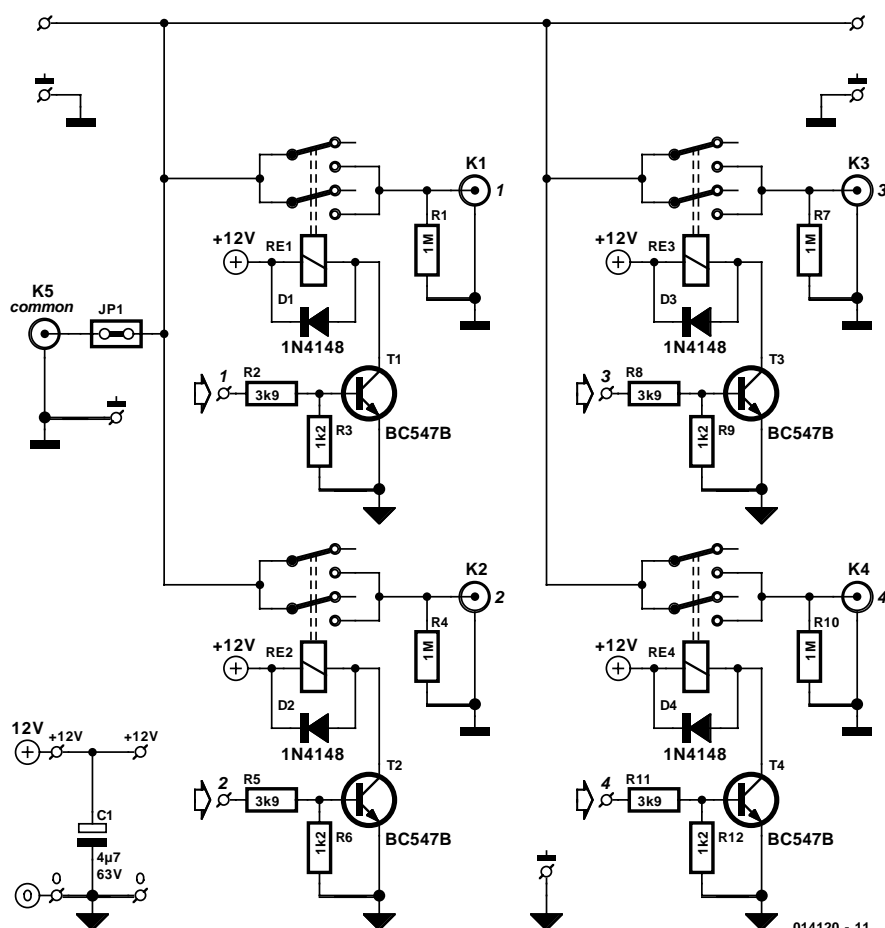 K1
1
R1
1M
+12V
RE1
D1
1N4148
T1
1
R2
3k9
R3
1k2
BC547B
K3
3
R7
1M
+12V
RE3
D3
1N4148
T3
3
R8
3k9
R9
1k2
BC547B
K5
common
JP1
K2
2
R4
1M
+12V
RE2
D2
1N4148
T2
2
R5
3k9
R6
1k2
BC547B
K4
4
R10
1M
+12V
RE4
D4
1N4148
T4
4
R11
3k9
R12
1k2
BC547B
12V
+12V
+12V
C1
4µ7
63V
0
0
0
014120 - 11